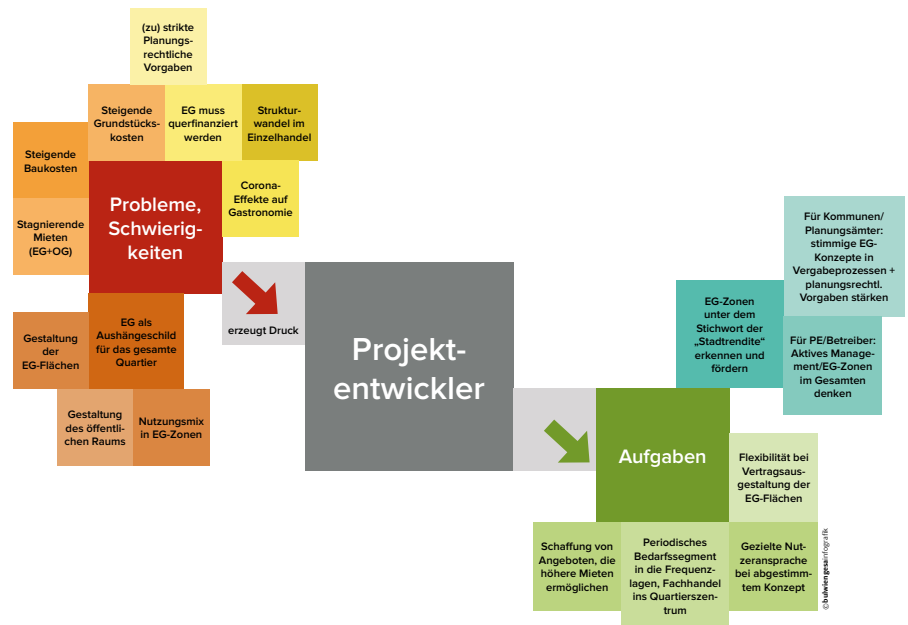 (zu) strikte
Planungs-
rechtliche
Vorgaben
Steigende
Grundstücks-
kosten
EG muss
querfinanziert
werden
Struktur-
wandel im
Einzelhandel
Steigende
Baukosten
Probleme,
Schwierig-
keiten
Corona-
Effekte auf
Gastronomie
Stagnierende
Mieten
(EG+OG)
erzeugt Druck
Gestaltung
der
EG-Flächen
EG als
Aushängeschild
für das gesamte
Quartier
Gestaltung
des öffentli-
chen Raums
Nutzungsmix
in EG-Zonen
Projekt-
entwickler
Für Kommunen/
Planungsämter:
stimmige EG-
Konzepte in
Vergabeprozessen +
planungsrechtl.
Vorgaben stärken
EG-Zonen
unter dem
Stichwort der
„Stadtrendite“
erkennen und
fördern
Für PE/Betreiber:
Aktives Manage-
ment/EG-Zonen
im Gesamten
denken
Aufgaben
Flexibilität bei
Vertragsaus-
gestaltung der
EG-Flächen
Schaffung von
Angeboten, die
höhere Mieten
ermöglichen
Periodisches
Bedarfssegment
in die Frequenz-
lagen, Fachhandel
ins Quartierszen-
trum
Gezielte Nut-
zeransprache
bei abgestimm-
tem Konzept
©bulwiengesainfografik